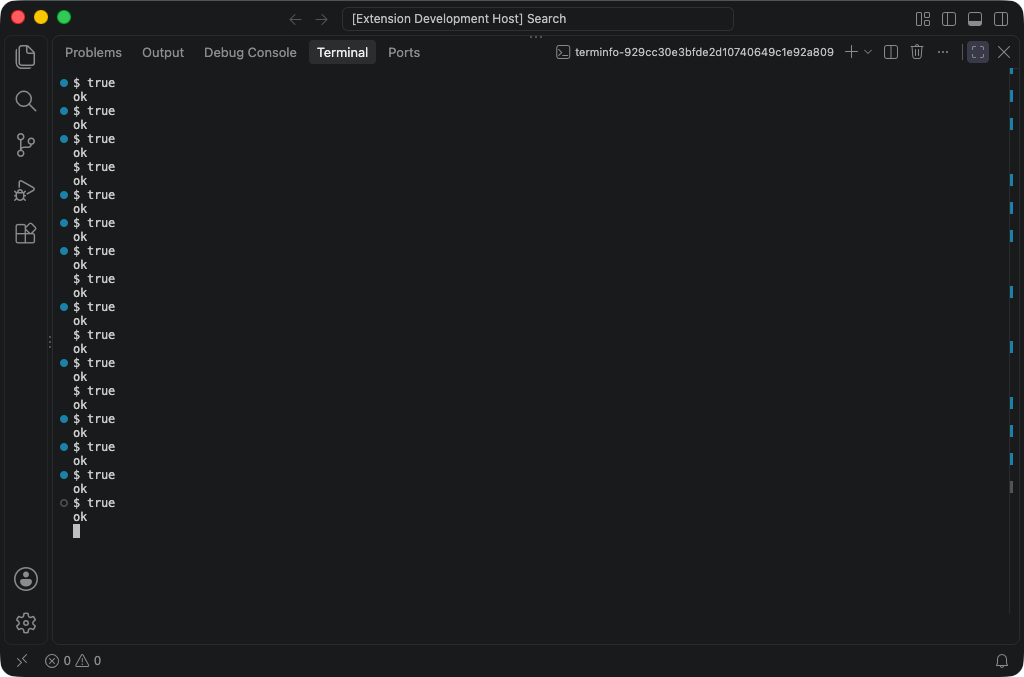 [Extension Development Host] Search
Problems Output Debug Console Terminal Ports terminfo-929cc30e3bfde2d10740649c1e92a809
$ true
ok
$ true
ok
$ true
ok
$ true
ok
$ true
ok
$ true
ok
$ true
ok
$ true
ok
$ true
ok
$ true
ok
$ true
ok
$ true
ok
$ true
ok
$ true
ok
$ true
ok
$ true
ok
0 0